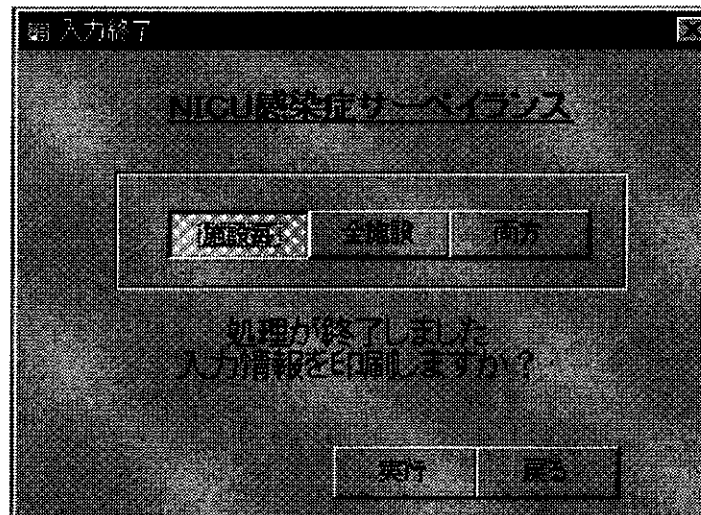 入力終了
NICU感染症サーベイランス
施設毎 全施設 両方
処理が終了しました
入力情報を印刷しますか?
実行 戻る